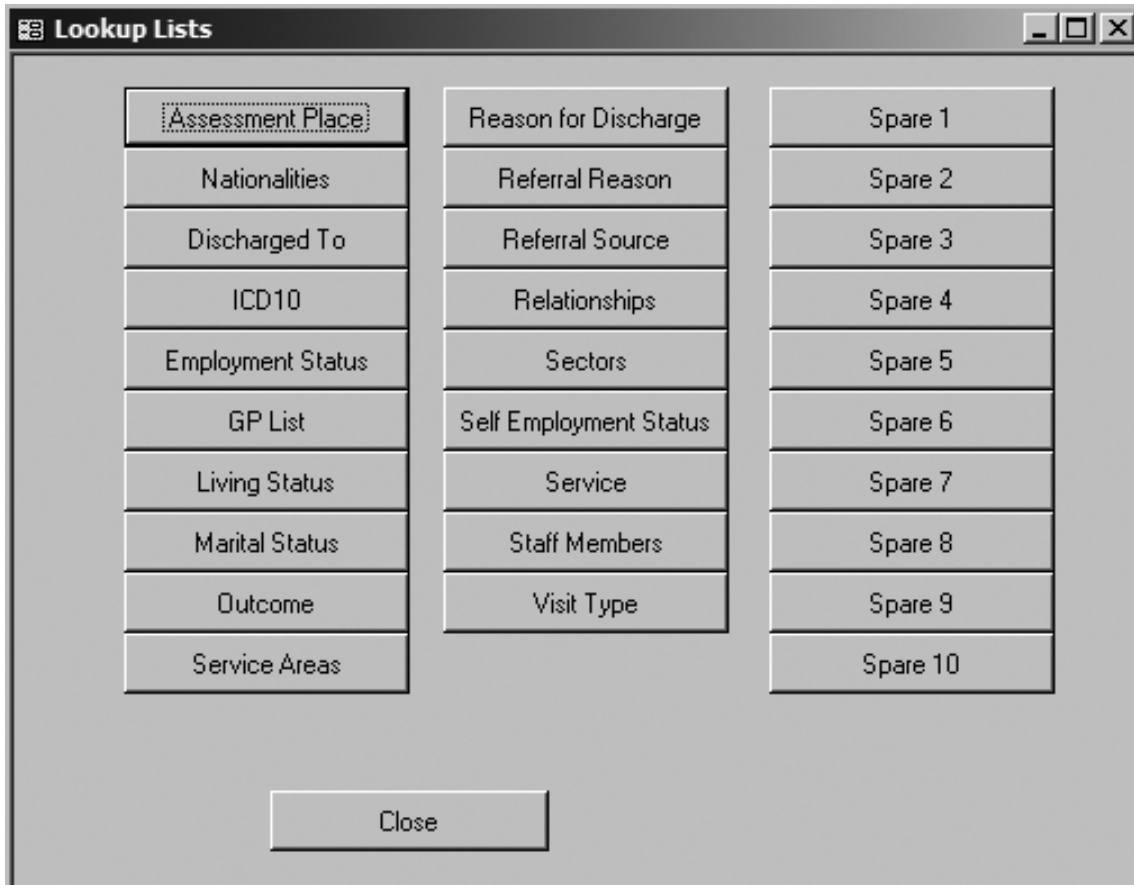 Lookup Lists
Assessment Place
Nationalities
Discharged To
ICD10
Employment Status
GP List
Living Status
Marital Status
Outcome
Service Areas
Reason for Discharge
Referral Reason
Referral Source
Relationships
Sectors
Self Employment Status
Service
Staff Members
Visit Type
Spare 1
Spare 2
Spare 3
Spare 4
Spare 5
Spare 6
Spare 7
Spare 8
Spare 9
Spare 10
Close